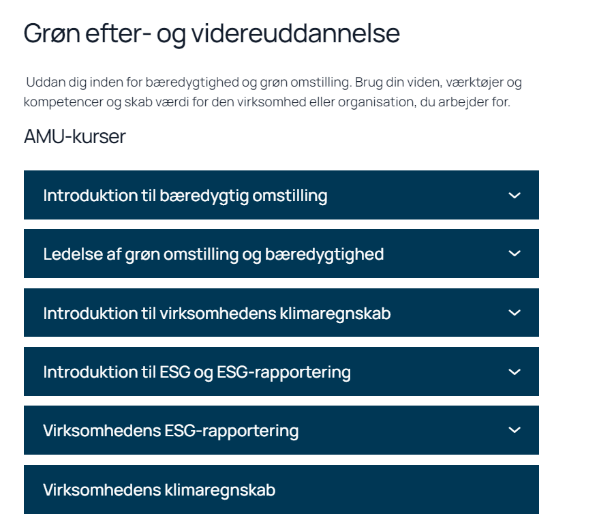 Grøn efter- og videreuddannelse
Uddan dig inden for bæredygtighed og grøn omstilling. Brug din viden, værktøjer og
kompetencer og skab værdi for den virksomhed eller organisation, du arbejder for.
AMU-kurser
Introduktion til bæredygtig omstilling
Ledelse af grøn omstilling og bæredygtighed
Introduktion til virksomhedens klimaregnskab
Introduktion til ESG og ESG-rapportering
Virksomhedens ESG-rapportering
Virksomhedens klimaregnskab